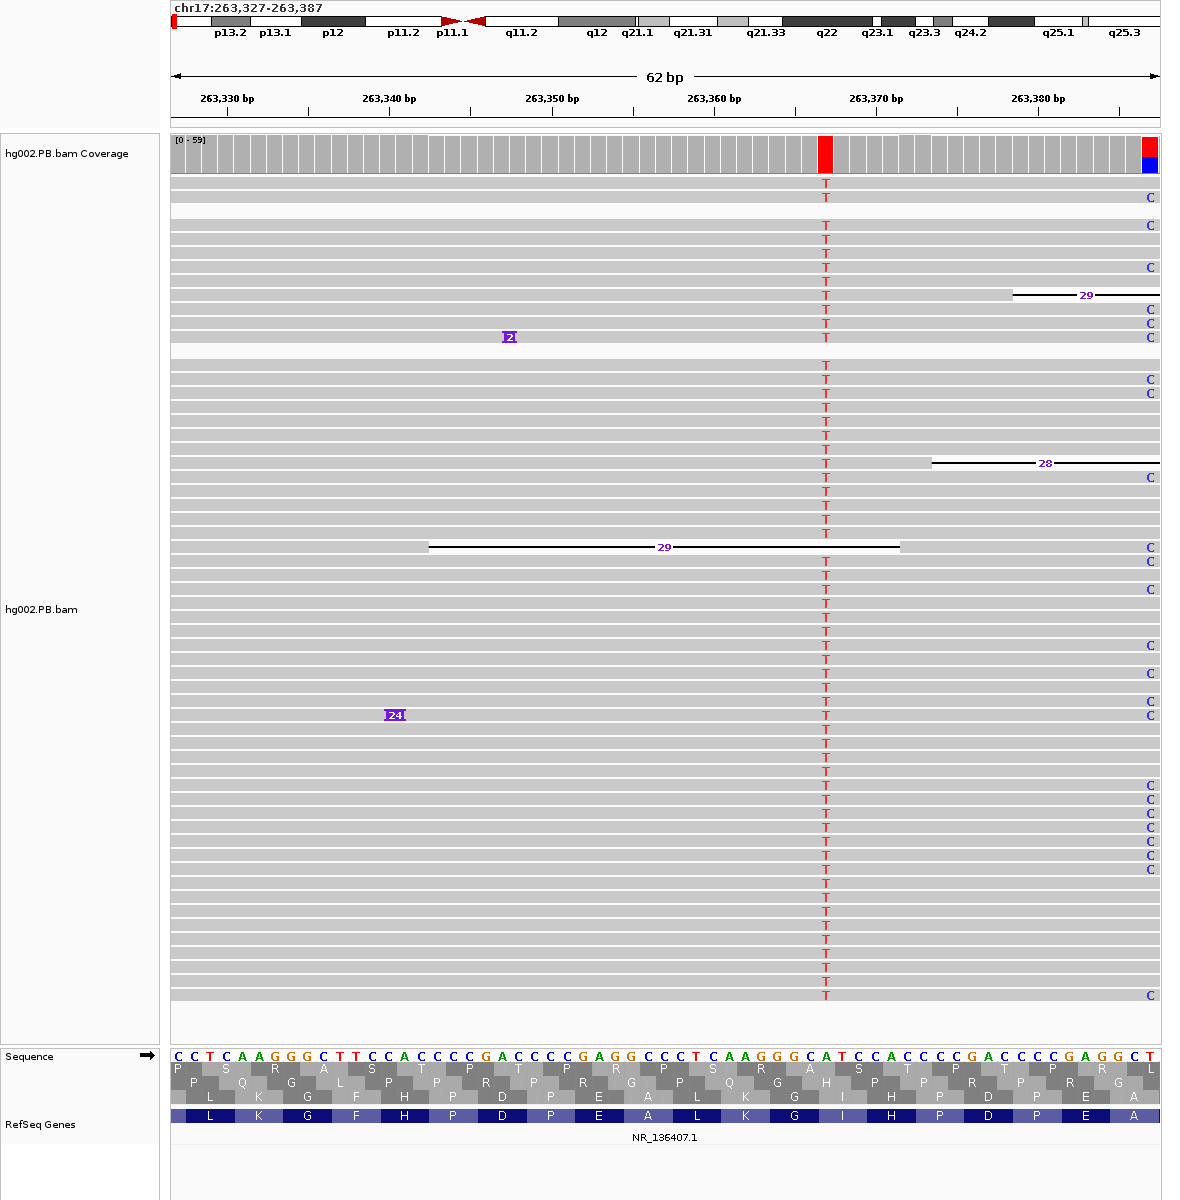 chr17:263,327-263,387
p13.2 p13.1 p12 p11.2 p11.1 q11.2 q12 q21.1 q21.31 q21.33 q22 q23.1 q23.3 q24.2 q25.1 q25.3
62 bp
263,330 bp 263,340 bp 263,350 bp 263,360 bp 263,370 bp 263,380 bp
hg002.PB.bam Coverage
[0 - 59]
T
T C
T C
T
T
T C
T
T 29
T C
T C
2 T C
T
T C
T C
T
T
T
T
T 28
T C
T
T
T
T
29 C
T C
T
T C
T
hg002.PB.bam
T
T
T C
T
T C
T
T C
24 T C
T
T
T
T
T C
T C
T C
T C
T C
T C
T C
T
T
T
T
T
T
T
T
T C
Sequence
C C T C A A G G G C T T C C A C C C C G A C C C C G A G G C C C T C A A G G G C A T C C A C C C C G A C C C C G A G G C T
P S R A S T P T P R P S R A S T P T P R L
P Q G L P P R P R G P Q G H P P R P R G
L K G F H P D P E A L K G I H P D P E A
RefSeq Genes
L K G F H P D P E A L K G I H P D P E A
NR_136407.1